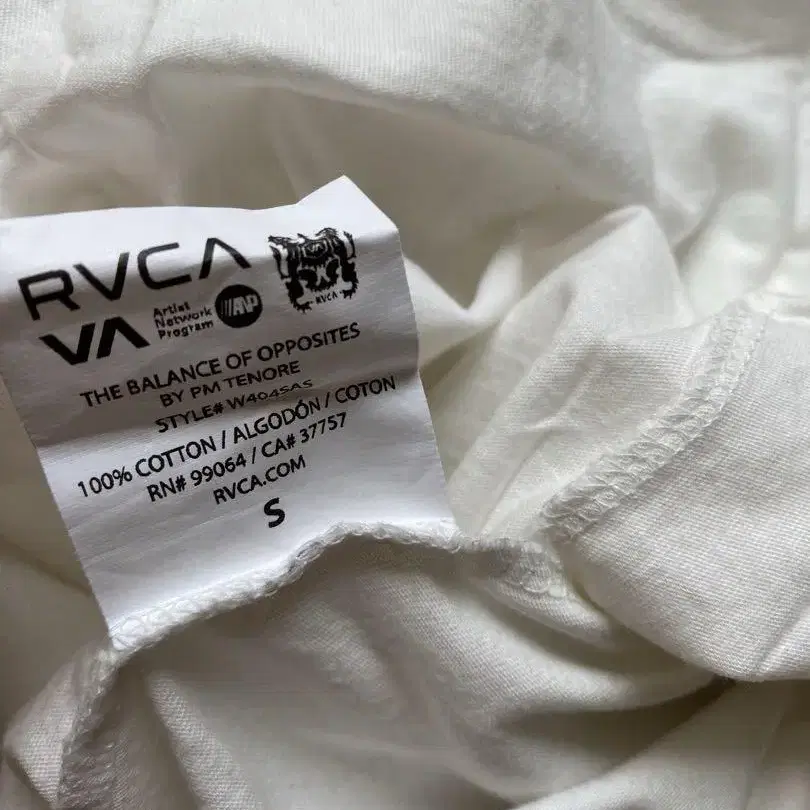 RVCA
VA Artist Network Program ANP
VA
RVCA
THE BALANCE OF OPPOSITES
BY PM TENORE
STYLE# W404SAS
100% COTTON / ALGODÓN / COTON
RN# 99064 / CA# 37757
RVCA.COM
S